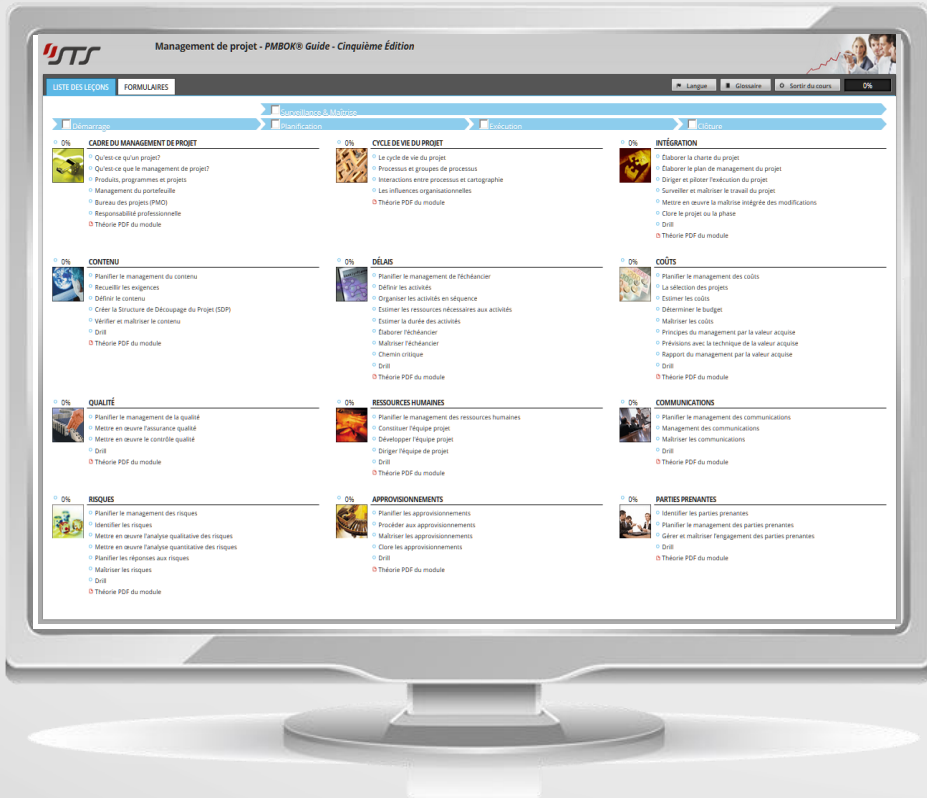 STS
Management de projet - PMBOK® Guide - Cinquième Édition
LISTE DES LEÇONS
FORMULAIRES
Langue
Glossaire
Sortir du cours
0%
Surveillance & Maîtrise
Démarrage
Planification
Exécution
Clôture
0% CADRE DU MANAGEMENT DE PROJET
Qu'est-ce qu'un projet?
Qu'est-ce que le management de projet?
Produits, programmes et projets
Management du portefeuille
Bureau des projets (PMO)
Responsabilité professionnelle
Théorie PDF du module
0% CYCLE DE VIE DU PROJET
Le cycle de vie du projet
Processus et groupes de processus
Interactions entre processus et cartographie
Les influences organisationnelles
Théorie PDF du module
0% INTÉGRATION
Élaborer la charte du projet
Élaborer le plan de management du projet
Diriger et piloter l'exécution du projet
Surveiller et maîtriser le travail du projet
Mettre en œuvre la maîtrise intégrée des modifications
Clore le projet ou la phase
Drill
Théorie PDF du module
0% CONTENU
Planifier le management du contenu
Recueillir les exigences
Définir le contenu
Créer la Structure de Découpage du Projet (SDP)
Vérifier et maîtriser le contenu
Drill
Théorie PDF du module
0% DÉLAIS
Planifier le management de l'échéancier
Définir les activités
Organiser les activités en séquence
Estimer les ressources nécessaires aux activités
Estimer la durée des activités
Élaborer l'échéancier
Maîtriser l'échéancier
Chemin critique
Drill
Théorie PDF du module
0% COÛTS
Planifier le management des coûts
La sélection des projets
Estimer les coûts
Déterminer le budget
Maîtriser les coûts
Principes du management par la valeur acquise
Prévisions avec la technique de la valeur acquise
Rapport du management par la valeur acquise
Drill
Théorie PDF du module
0% QUALITÉ
Planifier le management de la qualité
Mettre en œuvre l'assurance qualité
Mettre en œuvre le contrôle qualité
Drill
Théorie PDF du module
0% RESSOURCES HUMAINES
Planifier le management des ressources humaines
Constituer l'équipe projet
Développer l'équipe projet
Diriger l'équipe de projet
Drill
Théorie PDF du module
0% COMMUNICATIONS
Planifier le management des communications
Management des communications
Maîtriser les communications
Drill
Théorie PDF du module
0% RISQUES
Planifier le management des risques
Identifier les risques
Mettre en œuvre l'analyse qualitative des risques
Mettre en œuvre l'analyse quantitative des risques
Planifier les réponses aux risques
Maîtriser les risques
Drill
Théorie PDF du module
0% APPROVISIONNEMENTS
Planifier les approvisionnements
Procéder aux approvisionnements
Maîtriser les approvisionnements
Clore les approvisionnements
Drill
Théorie PDF du module
0% PARTIES PRENANTES
Identifier les parties prenantes
Planifier le management des parties prenantes
Gérer et maîtriser l'engagement des parties prenantes
Drill
Théorie PDF du module